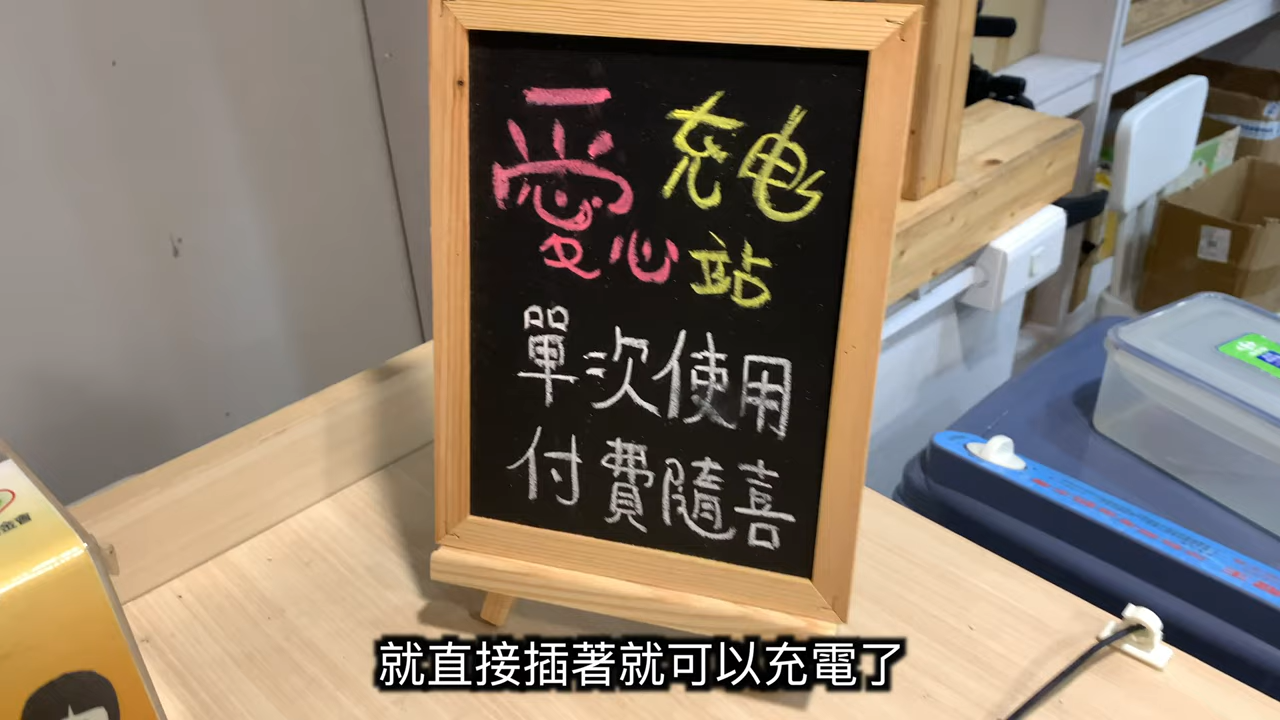 愛心 充电
站
單次使用
付費隨喜
就直接插著就可以充電了